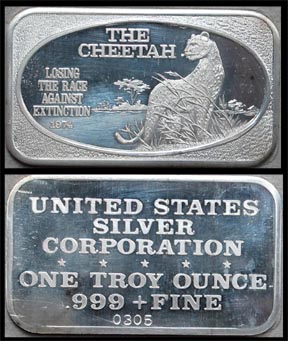 THE
CHEETAH
LOSING
THE RACE
AGAINST
EXTINCTION
1974
UNITED STATES
SILVER
CORPORATION
ONE TROY OUNCE
.999 + FINE
0305